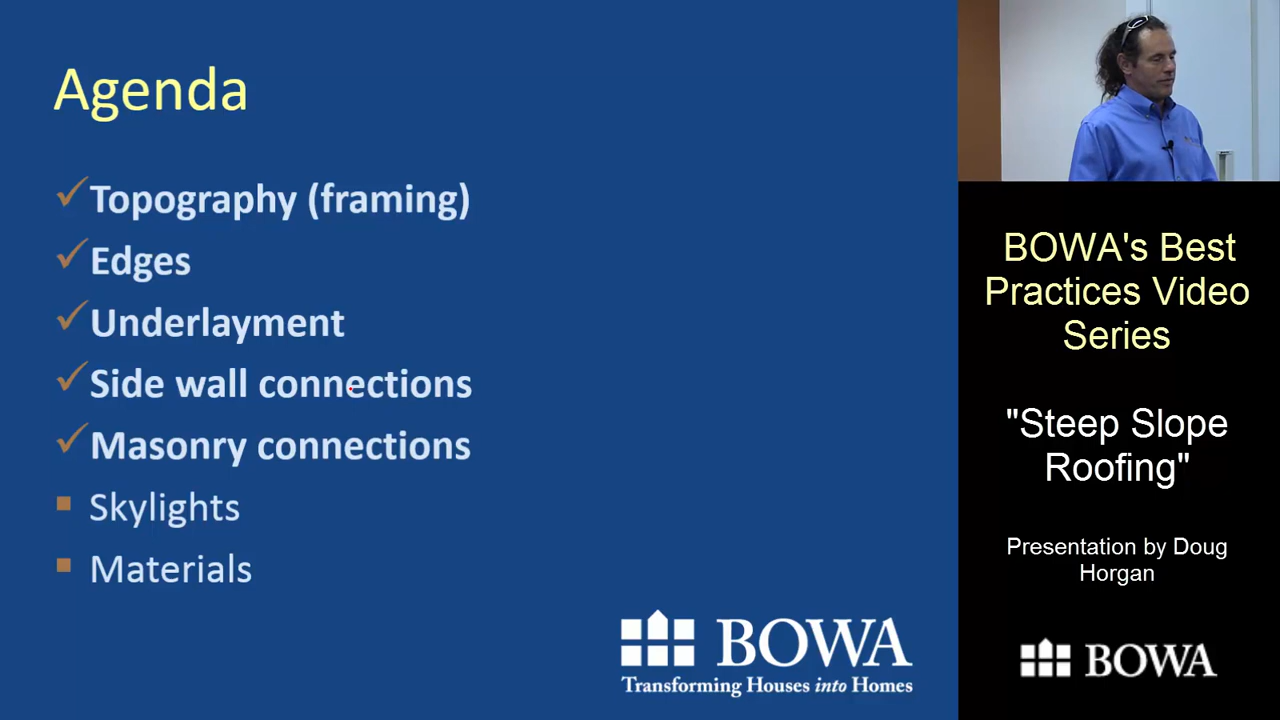 Agenda
Topography (framing)
Edges
Underlayment
Side wall connections
Masonry connections
Skylights
Materials
BOWA
Transforming Houses into Homes
BOWA's Best
Practices Video
Series
"Steep Slope
Roofing"
Presentation by Doug
Horgan
BOWA